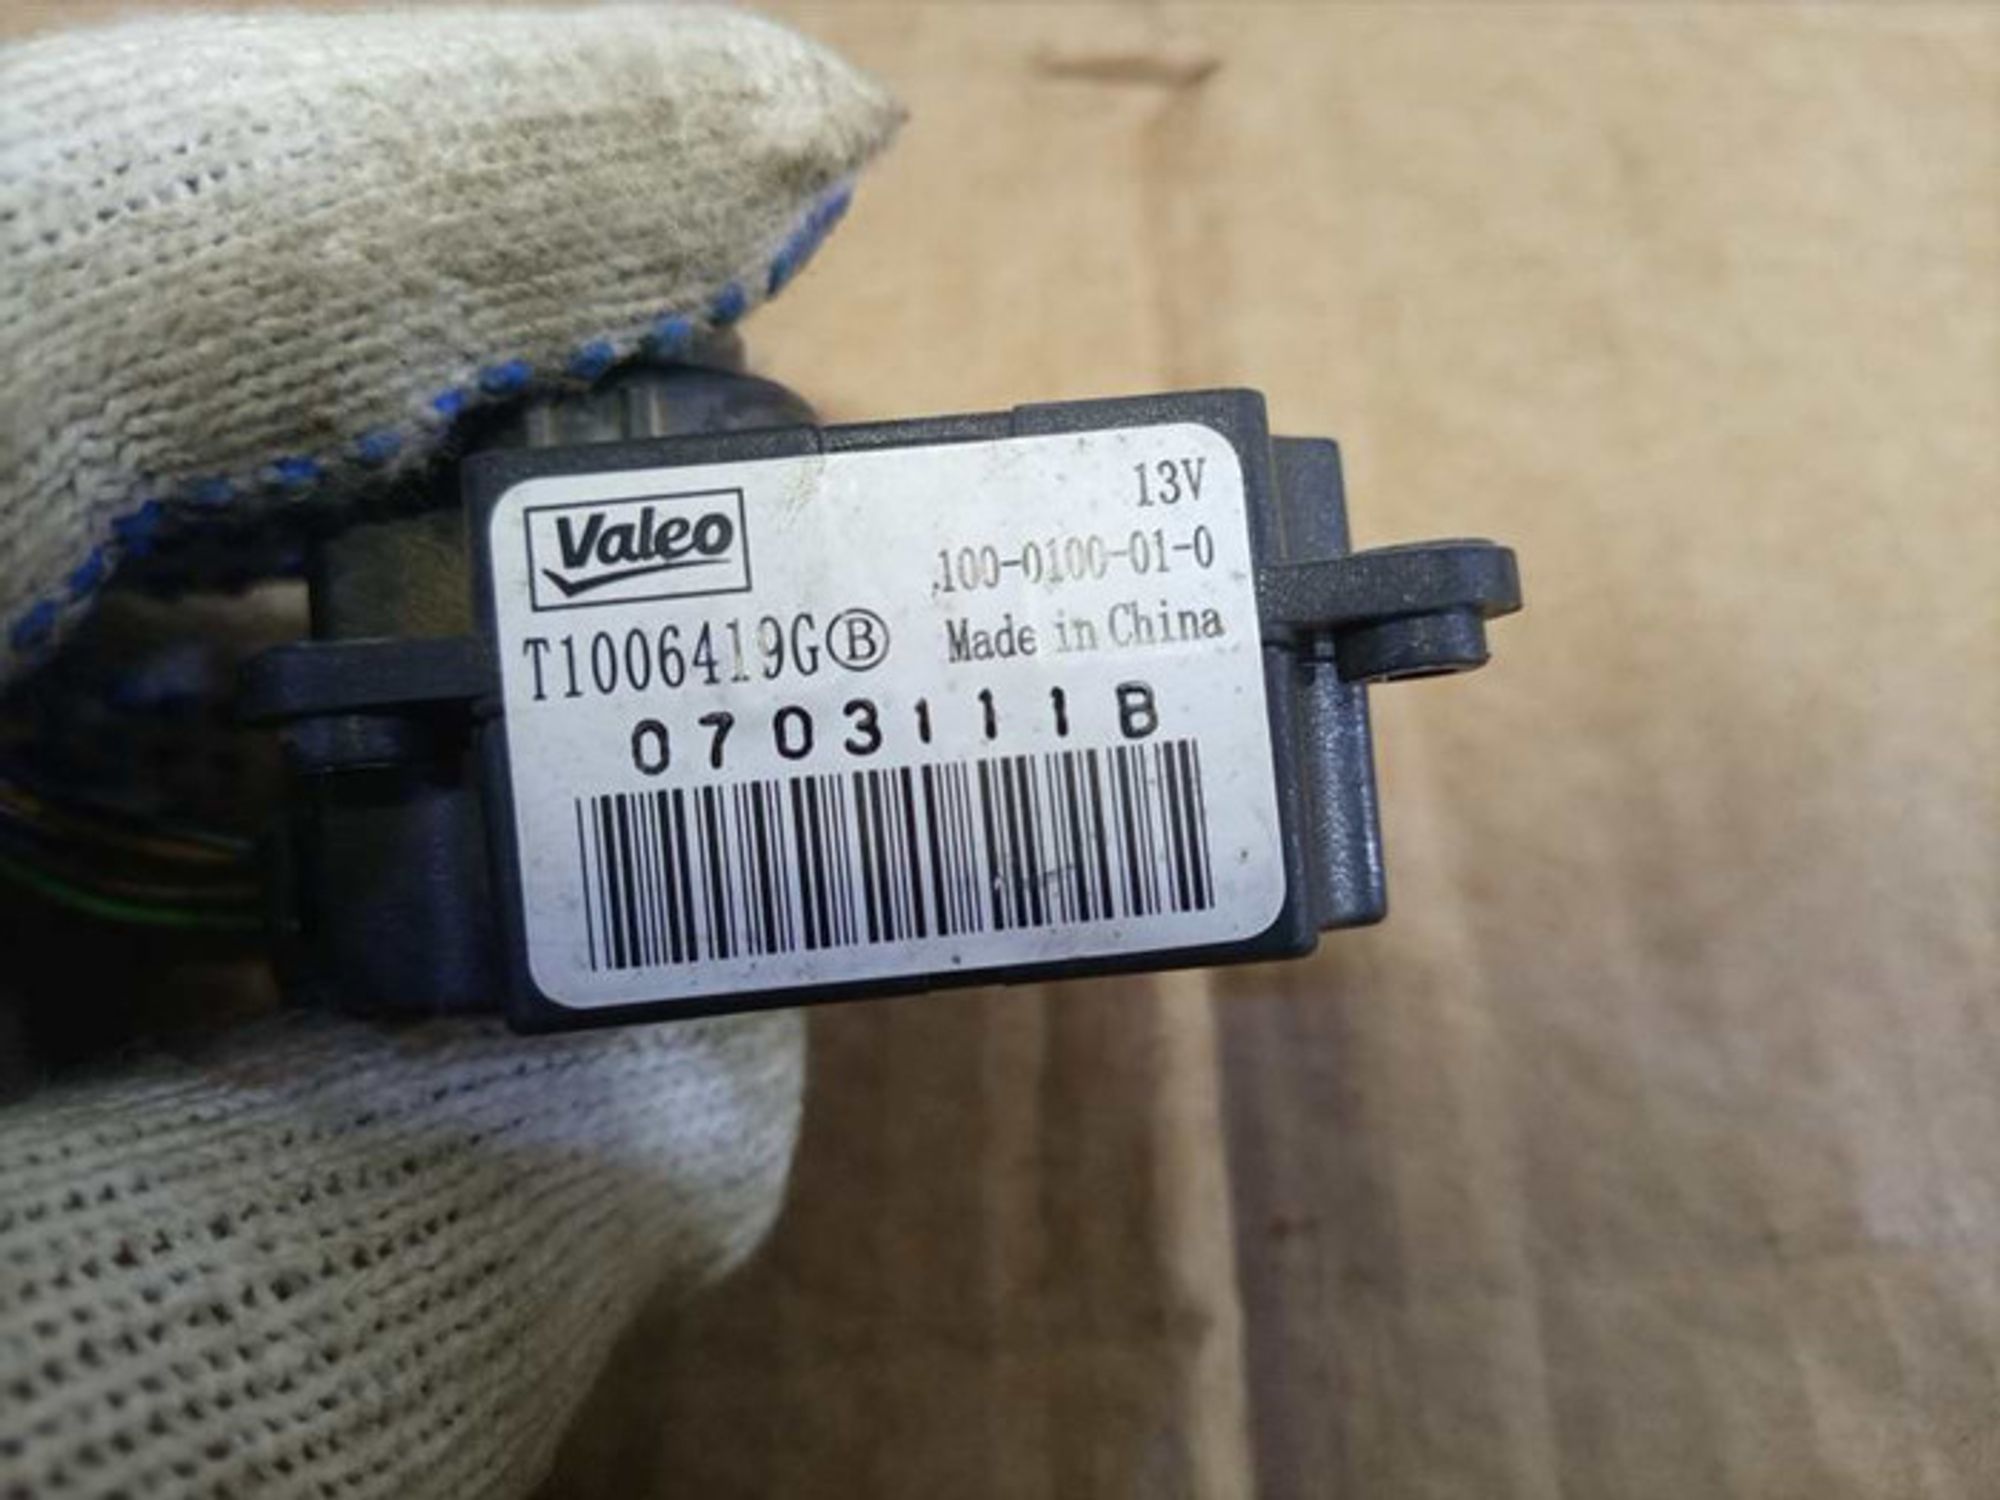 Valeo
13V
100-0100-01-0
T1006419GⒷ
Made in China
0703111B